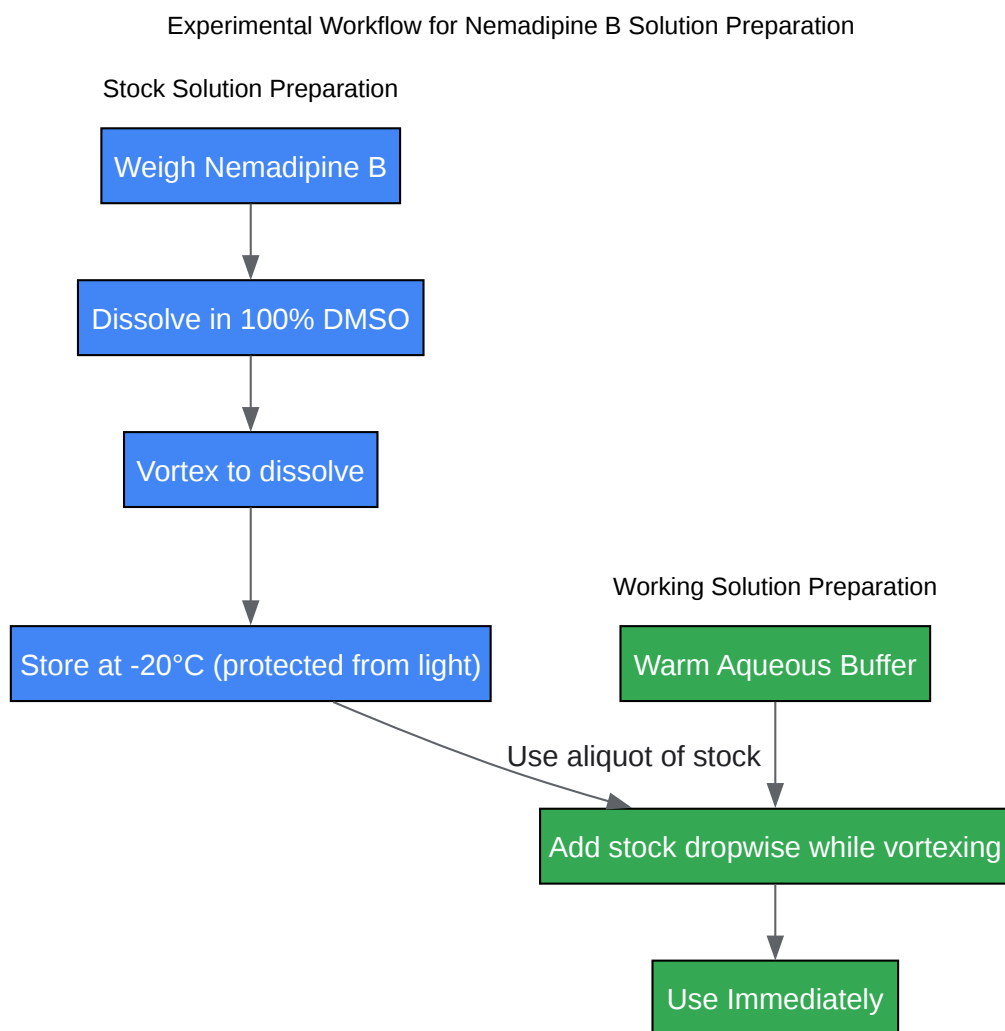 Experimental Workflow for Nemadipine B Solution Preparation
Stock Solution Preparation
Weigh Nemadipine B
Dissolve in 100% DMSO
Vortex to dissolve
Store at -20°C (protected from light)
Working Solution Preparation
Warm Aqueous Buffer
Use aliquot of stock
Add stock dropwise while vortexing
Use Immediately